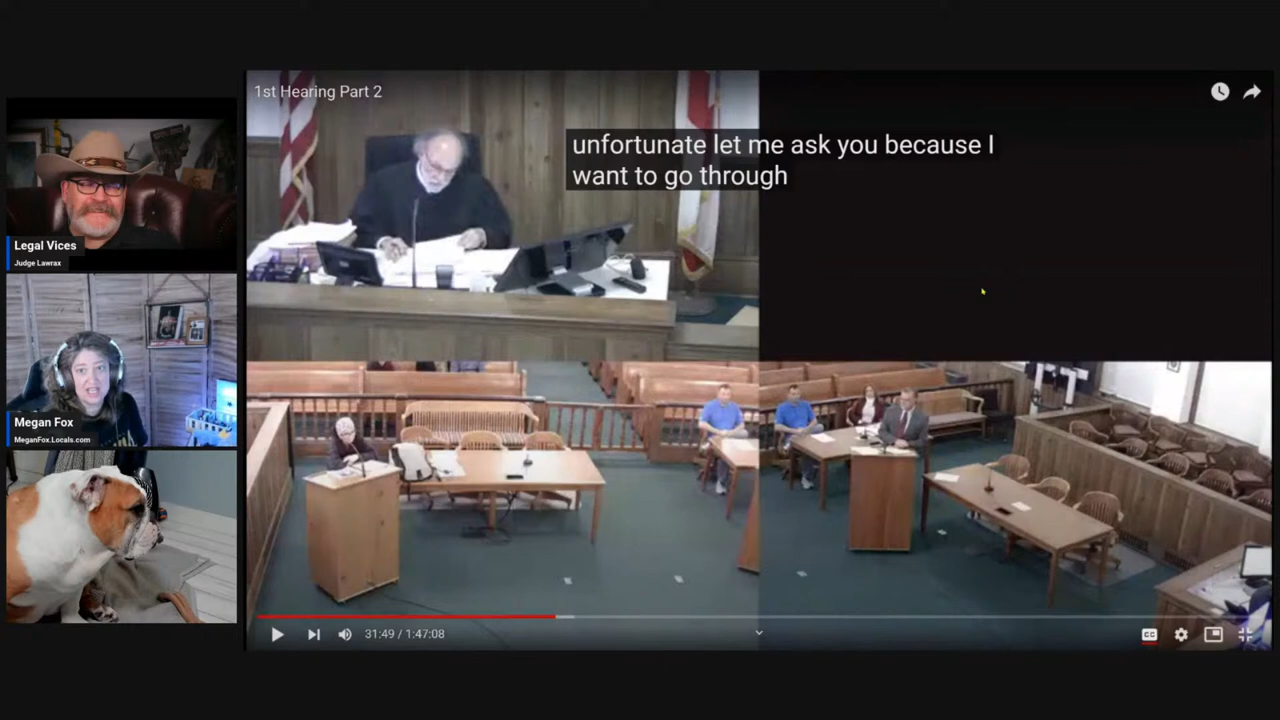 1st Hearing Part 2
unfortunate let me ask you because I
want to go through
Legal Vices
Judge Lawrax
Megan Fox
MeganFox.Locals.com
31:49 / 1:47:08
CC